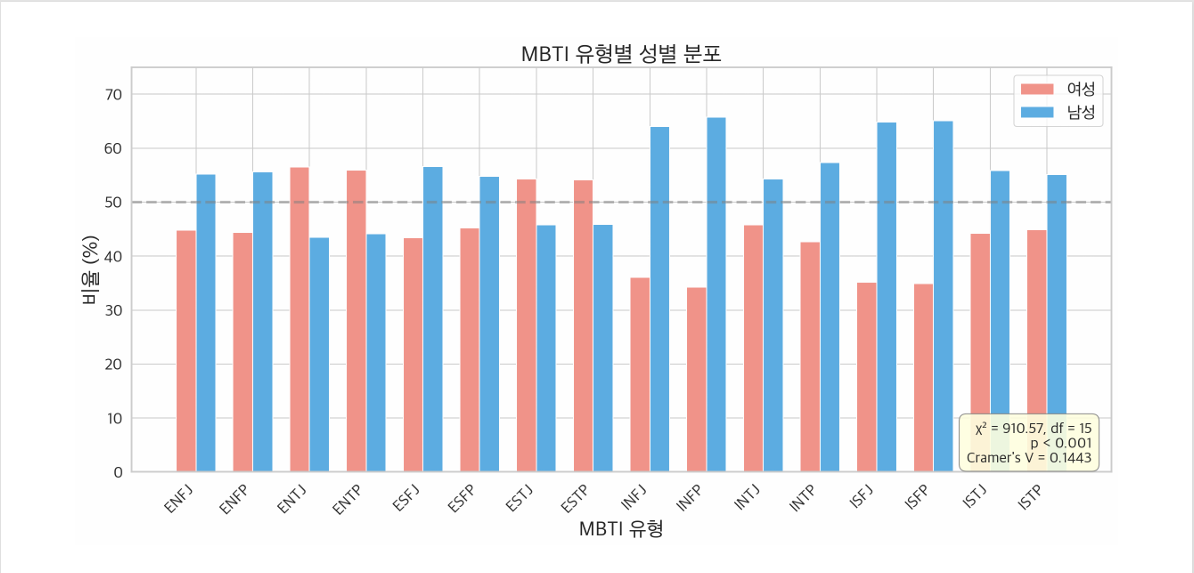 MBTI 유형별 성별 분포
여성
남성
70
60
50
40
30
20
10
0
비율 (%)
χ² = 910.57, df = 15
p < 0.001
Cramer's V = 0.1443
ENFJ
ENFP
ENTJ
ENTP
ESFJ
ESFP
ESTJ
ESTP
INFJ
INFP
INTJ
INTP
ISFJ
ISFP
ISTJ
ISTP
MBTI 유형